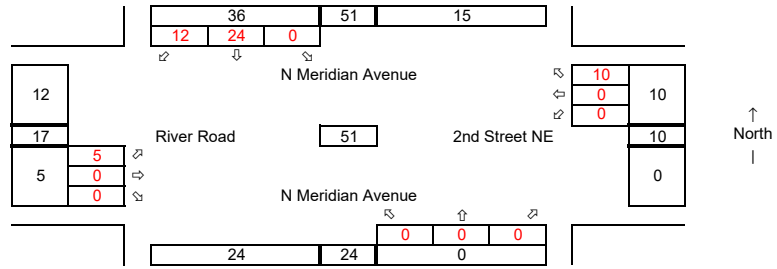 36 51 15
12 24 0
⬃ ⇩ ⬂
N Meridian Avenue
⬁ 10
12 ⇦ 0 10
⬃ 0
↑
17 River Road 51 2nd Street NE 10 North
5 ⬀ |
5 0 ⇨ 0
0 ⬂ N Meridian Avenue
⬁ ⇧ ⬀
0 0 0
24 24 0